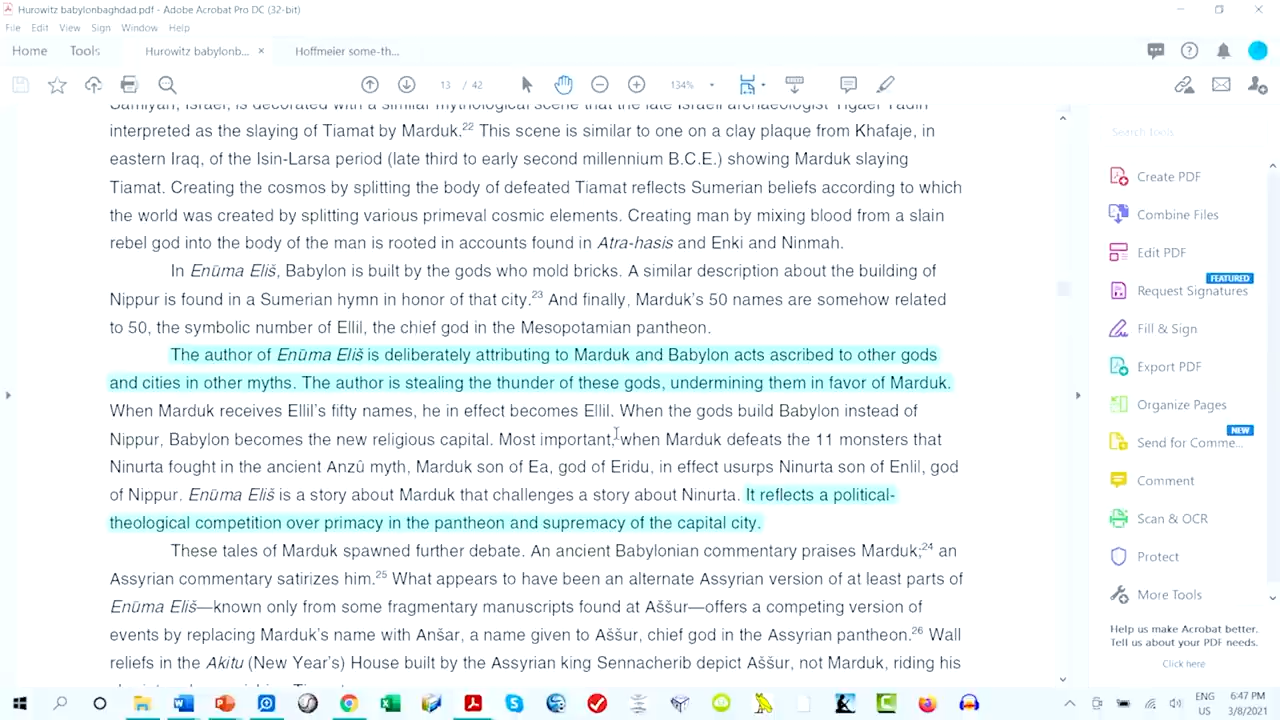 Hurowitz babylonbaghdad.pdf - Adobe Acrobat Pro DC (32-bit)
File Edit View Sign Window Help
Home Tools Hurowitz babylonb... × Hoffmeier some-th...
13 / 42 134%
Samiyah, Israel, is decorated with a similar mythological scene that the late Israeli archaeologist Yigael Yadin
interpreted as the slaying of Tiamat by Marduk.22 This scene is similar to one on a clay plaque from Khafaje, in
eastern Iraq, of the Isin-Larsa period (late third to early second millennium B.C.E.) showing Marduk slaying
Tiamat. Creating the cosmos by splitting the body of defeated Tiamat reflects Sumerian beliefs according to which
the world was created by splitting various primeval cosmic elements. Creating man by mixing blood from a slain
rebel god into the body of the man is rooted in accounts found in Atra-hasis and Enki and Ninmah.
In Enūma Eliš, Babylon is built by the gods who mold bricks. A similar description about the building of
Nippur is found in a Sumerian hymn in honor of that city.23 And finally, Marduk's 50 names are somehow related
to 50, the symbolic number of Ellil, the chief god in the Mesopotamian pantheon.
The author of Enūma Eliš is deliberately attributing to Marduk and Babylon acts ascribed to other gods
and cities in other myths. The author is stealing the thunder of these gods, undermining them in favor of Marduk.
When Marduk receives Ellil's fifty names, he in effect becomes Ellil. When the gods build Babylon instead of
Nippur, Babylon becomes the new religious capital. Most important, when Marduk defeats the 11 monsters that
Ninurta fought in the ancient Anzû myth, Marduk son of Ea, god of Eridu, in effect usurps Ninurta son of Enlil, god
of Nippur. Enūma Eliš is a story about Marduk that challenges a story about Ninurta. It reflects a political-
theological competition over primacy in the pantheon and supremacy of the capital city.
These tales of Marduk spawned further debate. An ancient Babylonian commentary praises Marduk;24 an
Assyrian commentary satirizes him.25 What appears to have been an alternate Assyrian version of at least parts of
Enūma Eliš—known only from some fragmentary manuscripts found at Aššur—offers a competing version of
events by replacing Marduk's name with Anšar, a name given to Aššur, chief god in the Assyrian pantheon.26 Wall
reliefs in the Akitu (New Year's) House built by the Assyrian king Sennacherib depict Aššur, not Marduk, riding his
Search Tools
Create PDF
Combine Files
Edit PDF
FEATURED
Request Signatures
Fill & Sign
Export PDF
Organize Pages
NEW
Send for Comme...
Comment
Scan & OCR
Protect
More Tools
Help us make Acrobat better.
Tell us about your PDF needs.
Click here
ENG 6:47 PM
US 3/8/2021